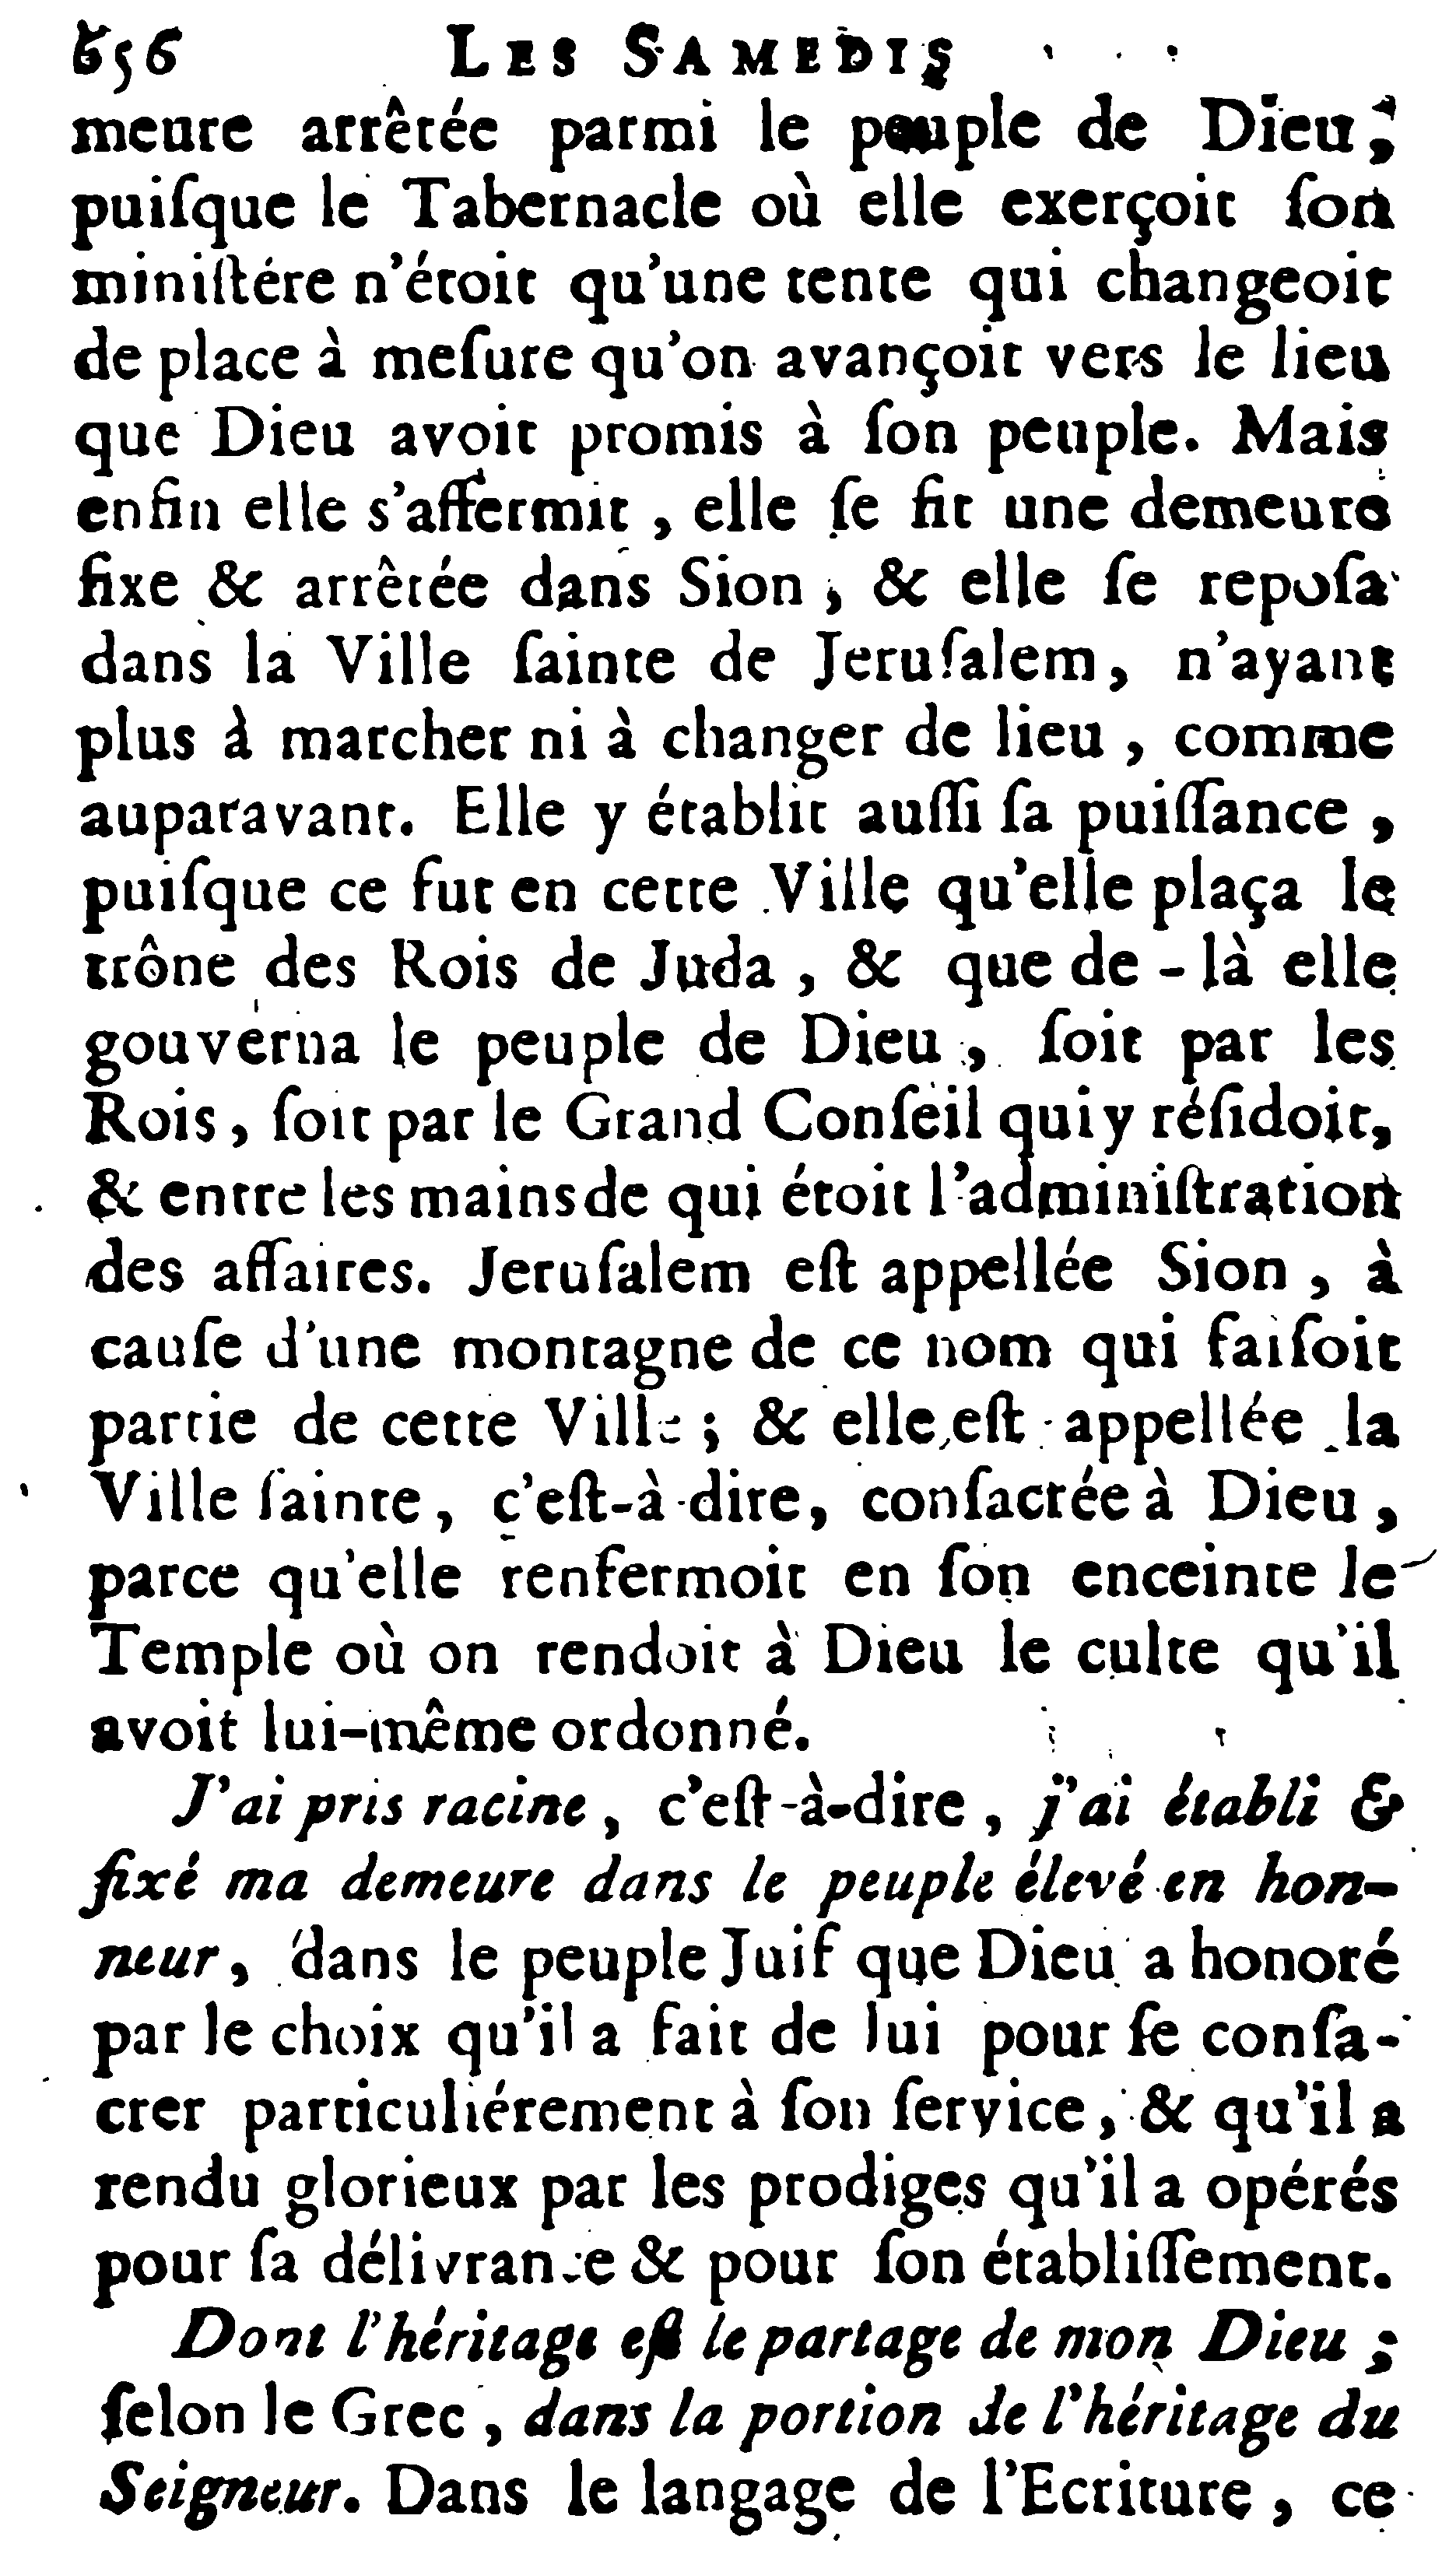 656 LES SAMEDIS
meure arrêtée parmi le peuple de Dieu,
puiſque le Tabernacle où elle exerçoit ſon
miniſtére n'étoit qu'une tente qui changeoit
de place à meſure qu'on avançoit vers le lieu
que Dieu avoit promis à ſon peuple. Mais
enfin elle s'affermit, elle ſe fit une demeure
fixe & arrêtée dans Sion, & elle ſe repoſa
dans la Ville ſainte de Jeruſalem, n'ayant
plus à marcher ni à changer de lieu, comme
auparavant. Elle y établit auſſi ſa puiſſance,
puiſque ce fut en cette Ville qu'elle plaça le
trône des Rois de Juda, & que de-là elle
gouverna le peuple de Dieu, ſoit par les
Rois, ſoit par le Grand Conſeil qui y réſidoit,
& entre les mains de qui étoit l'adminiſtration
des affaires. Jeruſalem eſt appellée Sion, à
cauſe d'une montagne de ce nom qui faiſoit
partie de cette Ville; & elle eſt appellée la
Ville ſainte, c'eſt-à-dire, conſacrée à Dieu,
parce qu'elle renfermoit en ſon enceinte le
Temple où on rendoit à Dieu le culte qu'il
avoit lui-même ordonné.
J'ai pris racine, c'eſt-à-dire, j'ai établi &
fixé ma demeure dans le peuple élevé en hon-
neur, dans le peuple Juif que Dieu a honoré
par le choix qu'il a fait de lui pour ſe conſa-
crer particuliérement à ſon ſervice, & qu'il a
rendu glorieux par les prodiges qu'il a opérés
pour ſa délivrance & pour ſon établiſſement.
Dont l'héritage eſt le partage de mon Dieu;
ſelon le Grec, dans la portion de l'héritage du
Seigneur. Dans le langage de l'Ecriture, ce